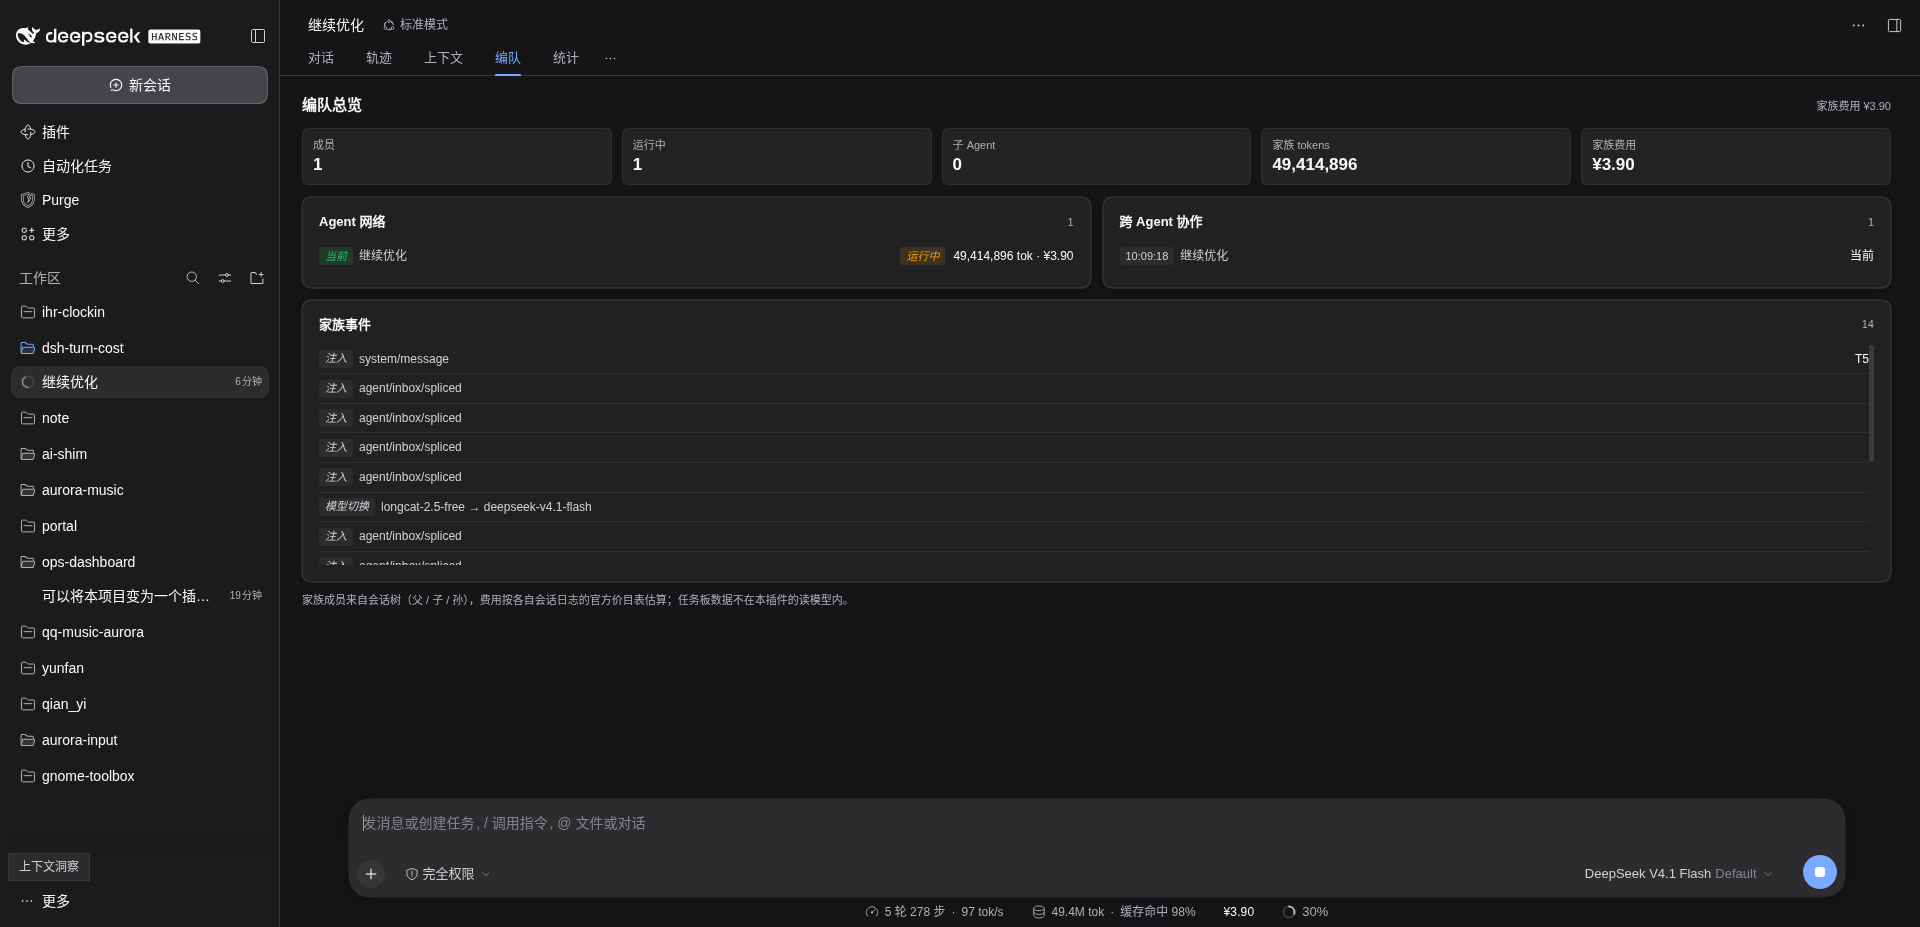 deepseek HARNESS
新会话
插件
自动化任务
Purge
更多
工作区
ihr-clockin
dsh-turn-cost
继续优化 6分钟
note
ai-shim
aurora-music
portal
ops-dashboard
可以将本项目变为一个插… 19分钟
qq-music-aurora
yunfan
qian_yi
aurora-input
gnome-toolbox
上下文洞察
… 更多
继续优化 标准模式
对话 轨迹 上下文 编队 统计 …
编队总览 家族费用 ¥3.90
成员
1
运行中
1
子 Agent
0
家族 tokens
49,414,896
家族费用
¥3.90
Agent 网络 1
当前 继续优化 运行中 49,414,896 tok · ¥3.90
跨 Agent 协作 1
10:09:18 继续优化 当前
家族事件 14
注入 system/message T5
注入 agent/inbox/spliced
注入 agent/inbox/spliced
注入 agent/inbox/spliced
注入 agent/inbox/spliced
模型切换 longcat-2.5-free → deepseek-v4.1-flash
注入 agent/inbox/spliced
注入 agent/inbox/spliced
家族成员来自会话树（父 / 子 / 孙），费用按各自会话日志的官方价目表估算；任务板数据不在本插件的读模型内。
发消息或创建任务, / 调用指令, @ 文件或对话
完全权限
DeepSeek V4.1 Flash Default
5 轮 278 步 · 97 tok/s 49.4M tok · 缓存命中 98% ¥3.90 30%